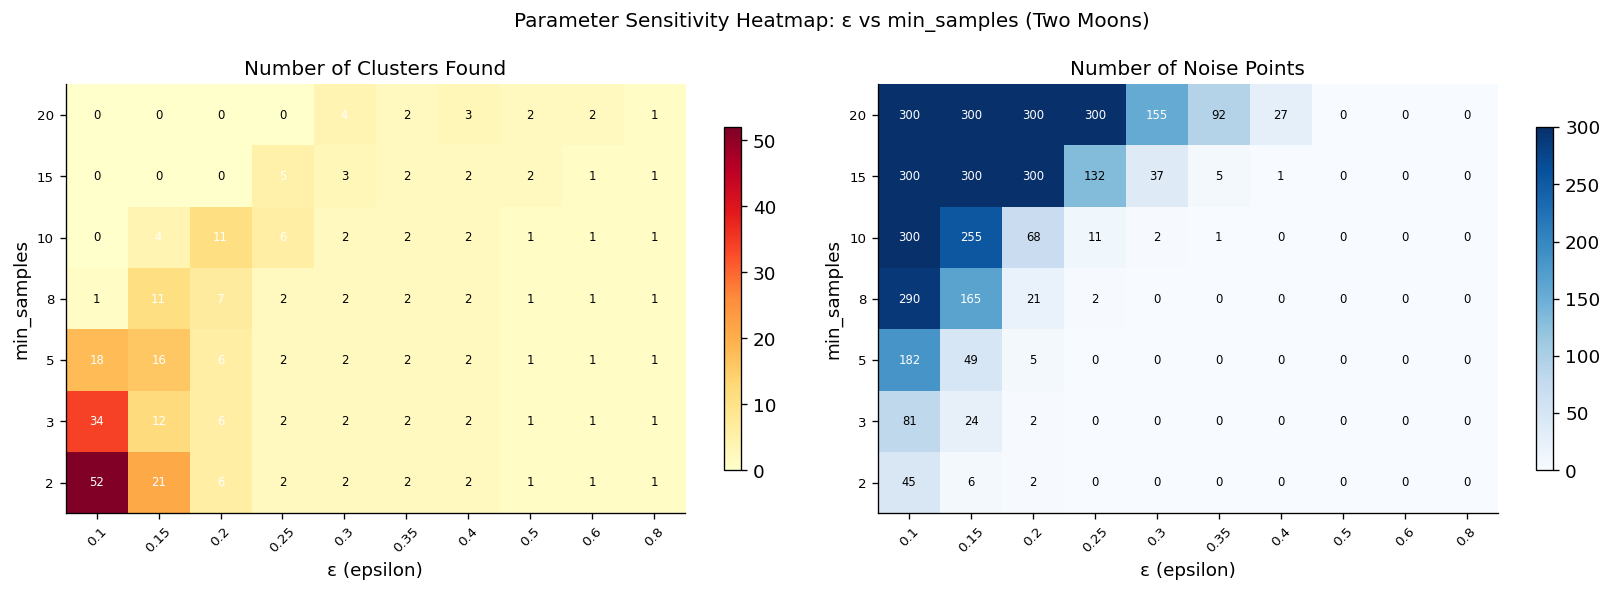 Parameter Sensitivity Heatmap: ε vs min_samples (Two Moons)
Number of Clusters Found
min_samples
20 0 0 0 0 4 2 3 2 2 1
15 0 0 0 5 3 2 2 2 1 1
10 0 4 11 6 2 2 2 1 1 1
8 1 11 7 2 2 2 2 1 1 1
5 18 16 6 2 2 2 2 1 1 1
3 34 12 6 2 2 2 2 1 1 1
2 52 21 6 2 2 2 2 1 1 1
0.1 0.15 0.2 0.25 0.3 0.35 0.4 0.5 0.6 0.8
ε (epsilon)
50
40
30
20
10
0
Number of Noise Points
min_samples
20 300 300 300 300 155 92 27 0 0 0
15 300 300 300 132 37 5 1 0 0 0
10 300 255 68 11 2 1 0 0 0 0
8 290 165 21 2 0 0 0 0 0 0
5 182 49 5 0 0 0 0 0 0 0
3 81 24 2 0 0 0 0 0 0 0
2 45 6 2 0 0 0 0 0 0 0
0.1 0.15 0.2 0.25 0.3 0.35 0.4 0.5 0.6 0.8
ε (epsilon)
300
250
200
150
100
50
0